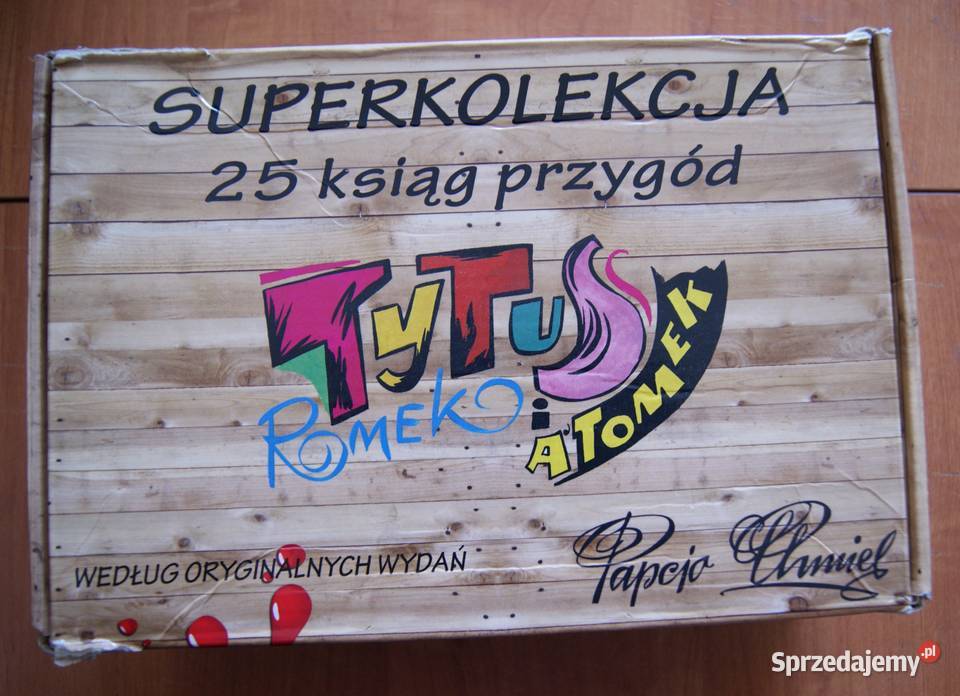 SUPERKOLEKCJA
25 ksiąg przygód
TyTuS
ROMEK
i A'TOMEK
WEDŁUG ORYGINALNYCH WYDAŃ
Papcio Chmiel
Sprzedajemy.pl